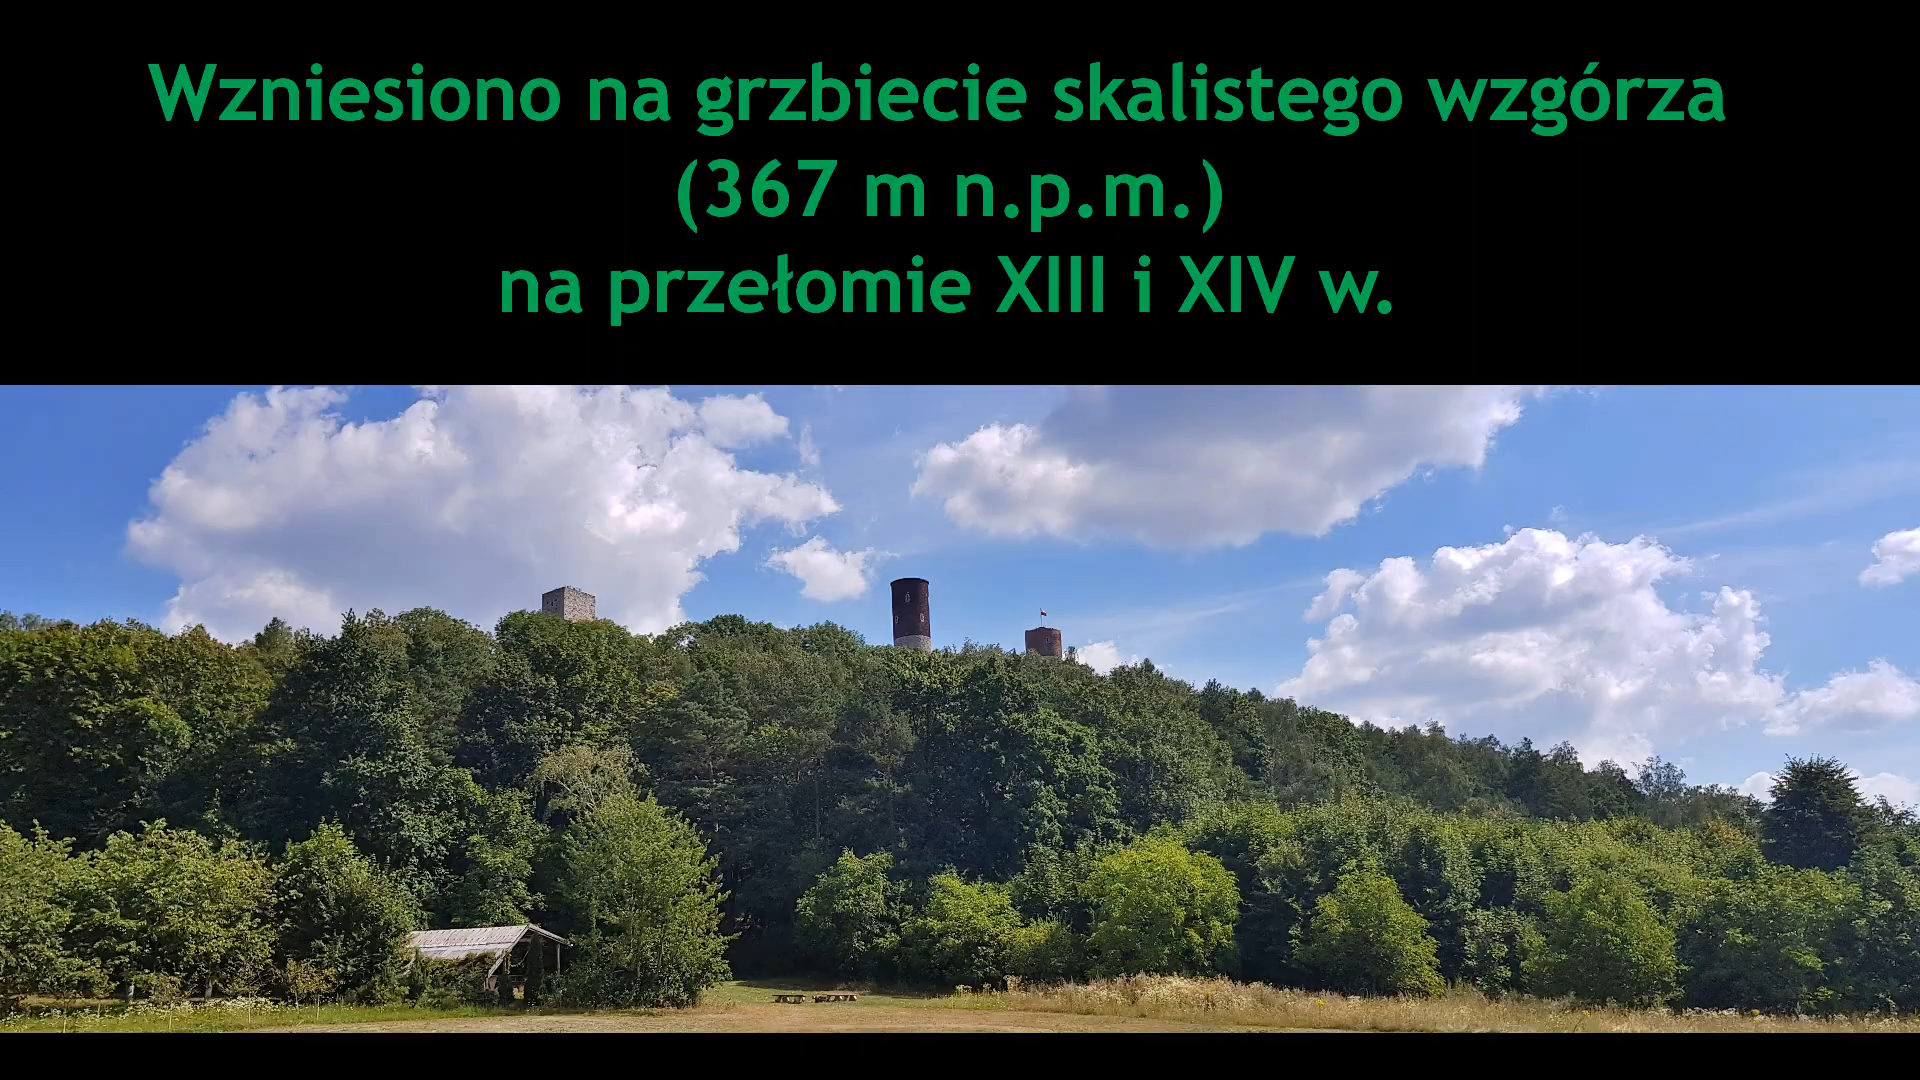 Wzniesiono na grzbiecie skalistego wzgórza
(367 m n.p.m.)
na przełomie XIII i XIV w.